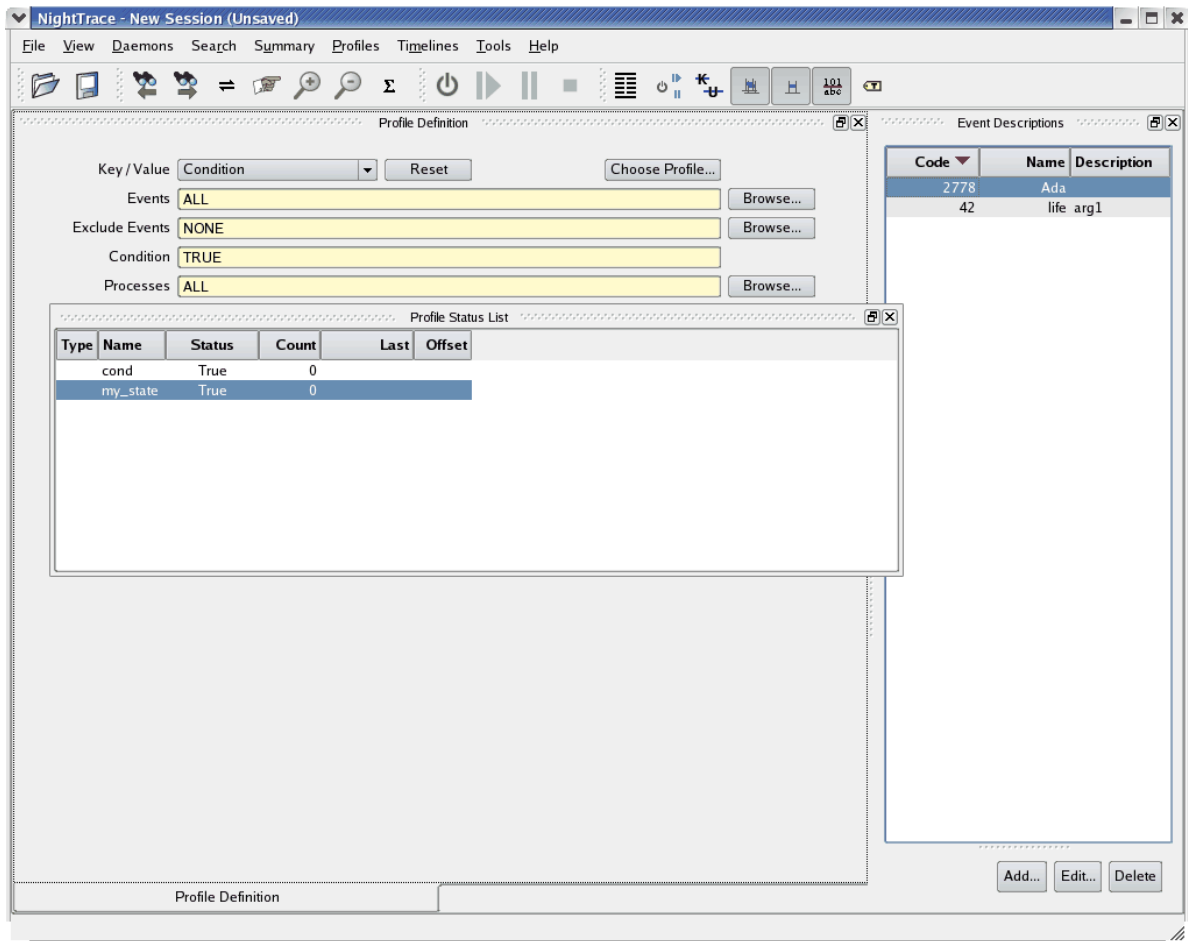 NightTrace - New Session (Unsaved)
File View Daemons Search Summary Profiles Timelines Tools Help
Σ K U 101 abc T
Profile Definition
Event Descriptions
Key / Value Condition Reset Choose Profile...
Events ALL Browse...
Exclude Events NONE Browse...
Condition TRUE
Processes ALL Browse...
Code Name Description
2778 Ada
42 life arg1
Profile Status List
Type Name Status Count Last Offset
cond True 0
my_state True 0
Add... Edit... Delete
Profile Definition